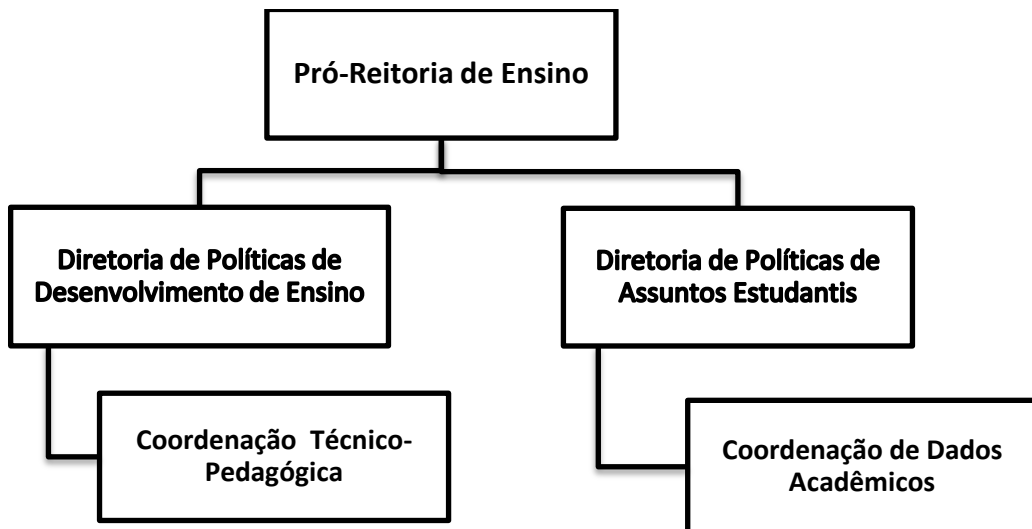 Pró-Reitoria de Ensino
Diretoria de Políticas de
Desenvolvimento de Ensino
Diretoria de Políticas de
Assuntos Estudantis
Coordenação Técnico-
Pedagógica
Coordenação de Dados
Acadêmicos